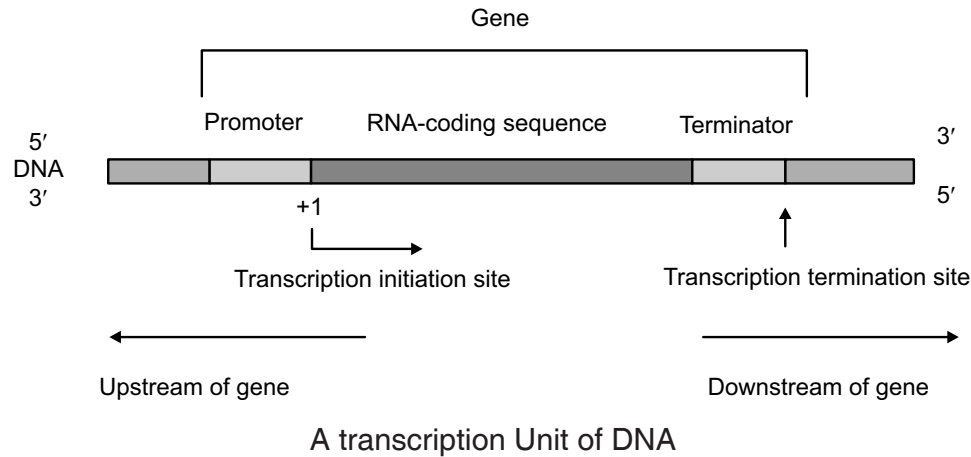 Gene
Promoter RNA-coding sequence Terminator
5′ 3′
DNA
3′ 5′
+1
Transcription initiation site Transcription termination site
Upstream of gene Downstream of gene
A transcription Unit of DNA